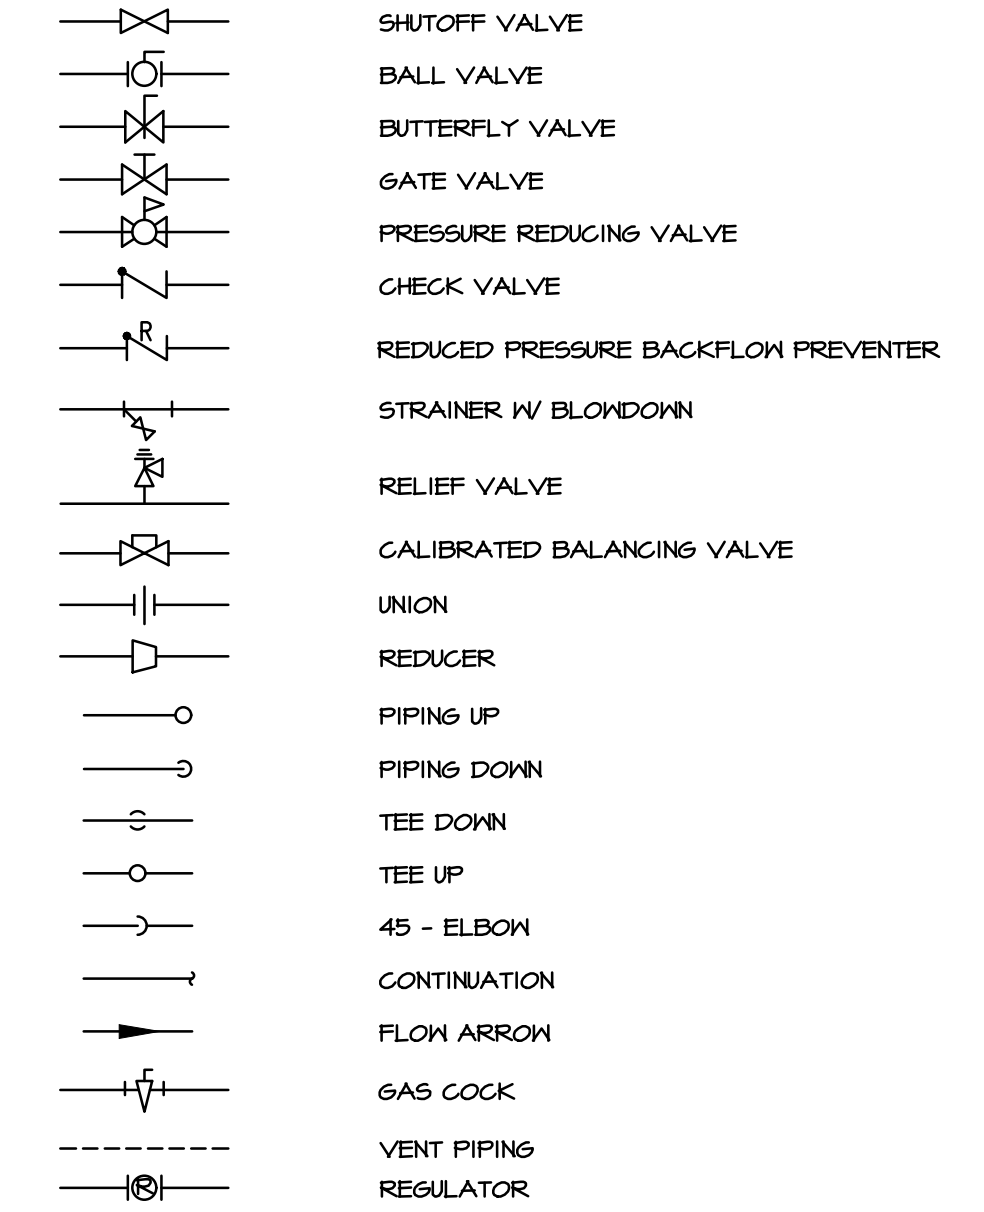 SHUTOFF VALVE
BALL VALVE
BUTTERFLY VALVE
GATE VALVE
PRESSURE REDUCING VALVE
CHECK VALVE
R REDUCED PRESSURE BACKFLOW PREVENTER
STRAINER W/ BLOWDOWN
RELIEF VALVE
CALIBRATED BALANCING VALVE
UNION
REDUCER
PIPING UP
PIPING DOWN
TEE DOWN
TEE UP
45 - ELBOW
CONTINUATION
FLOW ARROW
GAS COCK
VENT PIPING
R REGULATOR